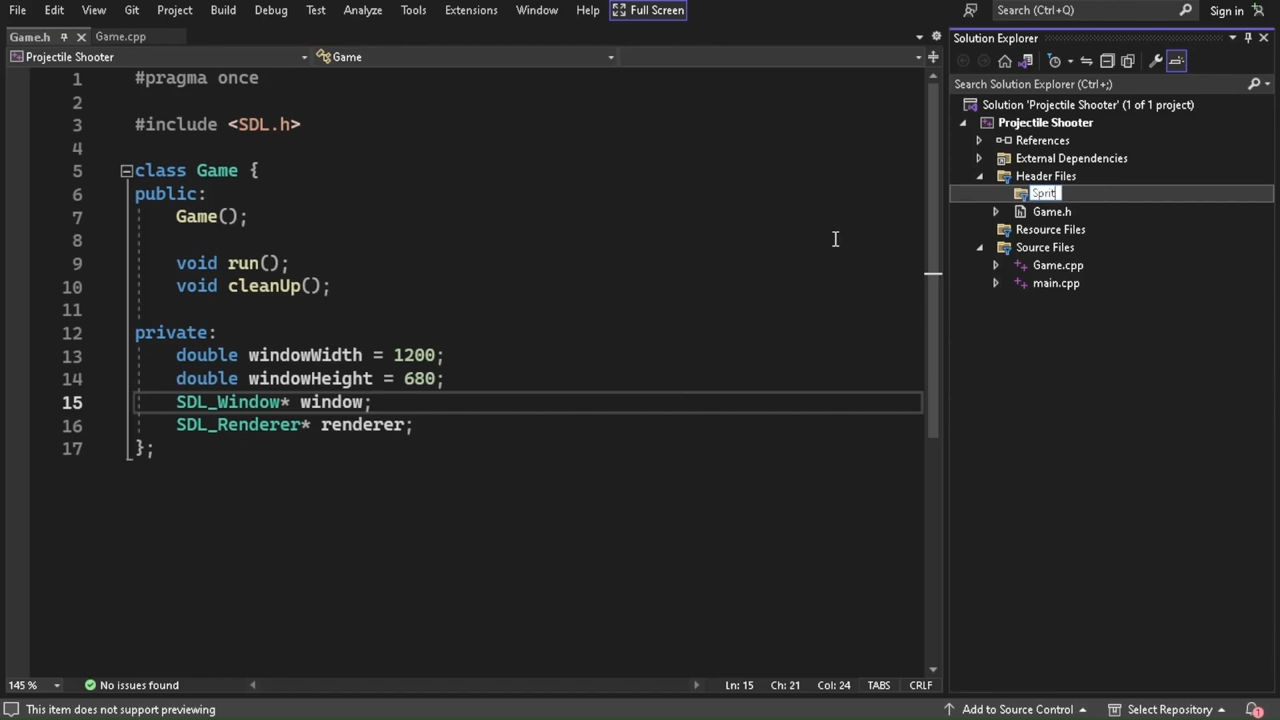 File Edit View Git Project Build Debug Test Analyze Tools Extensions Window Help Full Screen Search (Ctrl+Q) Sign in
Game.h Game.cpp
Solution Explorer
Projectile Shooter Game
Search Solution Explorer (Ctrl+;)
Solution 'Projectile Shooter' (1 of 1 project)
Projectile Shooter
References
External Dependencies
Header Files
Sprit
Game.h
Resource Files
Source Files
Game.cpp
main.cpp
1 #pragma once
2
3 #include <SDL.h>
4
5 class Game {
6 public:
7 Game();
8
9 void run();
10 void cleanUp();
11
12 private:
13 double windowWidth = 1200;
14 double windowHeight = 680;
15 SDL_Window* window;
16 SDL_Renderer* renderer;
17 };
145 % No issues found Ln: 15 Ch: 21 Col: 24 TABS CRLF
This item does not support previewing Add to Source Control Select Repository 1